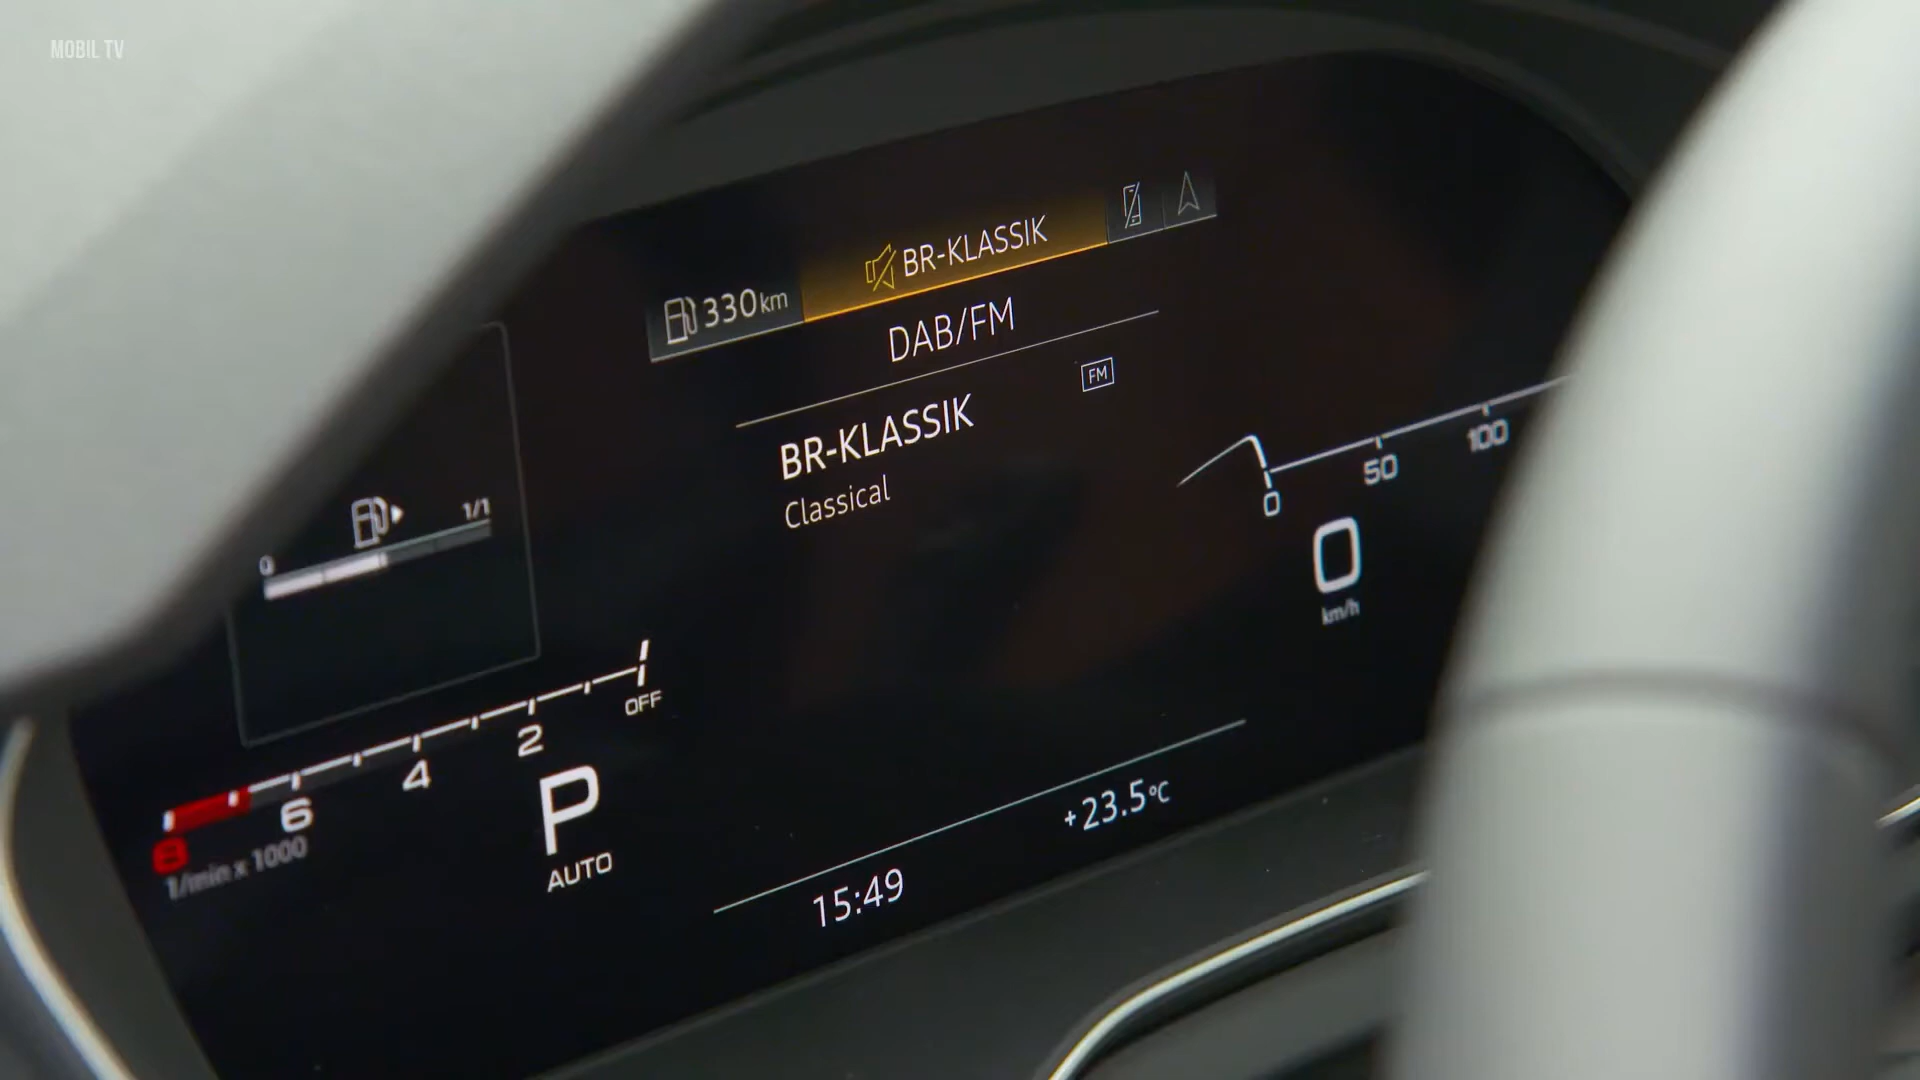 MOBIL TV
330 km
BR-KLASSIK
DAB/FM
FM
BR-KLASSIK
Classical
0 1/1
0 50 100
0
km/h
8 6 4 2 OFF
1/min x 1000
P
AUTO
15:49
+23.5°C